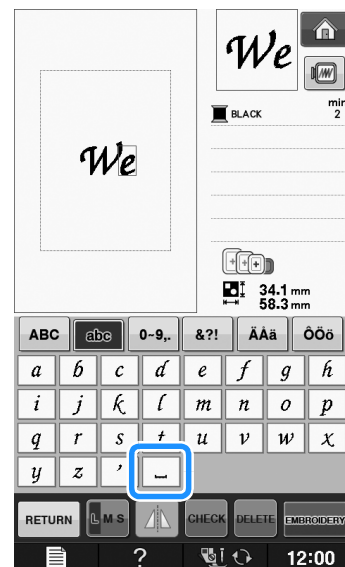 We
BLACK
min
2
We
34.1 mm
58.3 mm
ABC abc 0~9,. &?! ÄÅä ÔÖö
a b c d e f g h
i j k l m n o p
q r s t u v w x
y z ’ ⎵
RETURN L M S CHECK DELETE EMBROIDERY
? 12:00